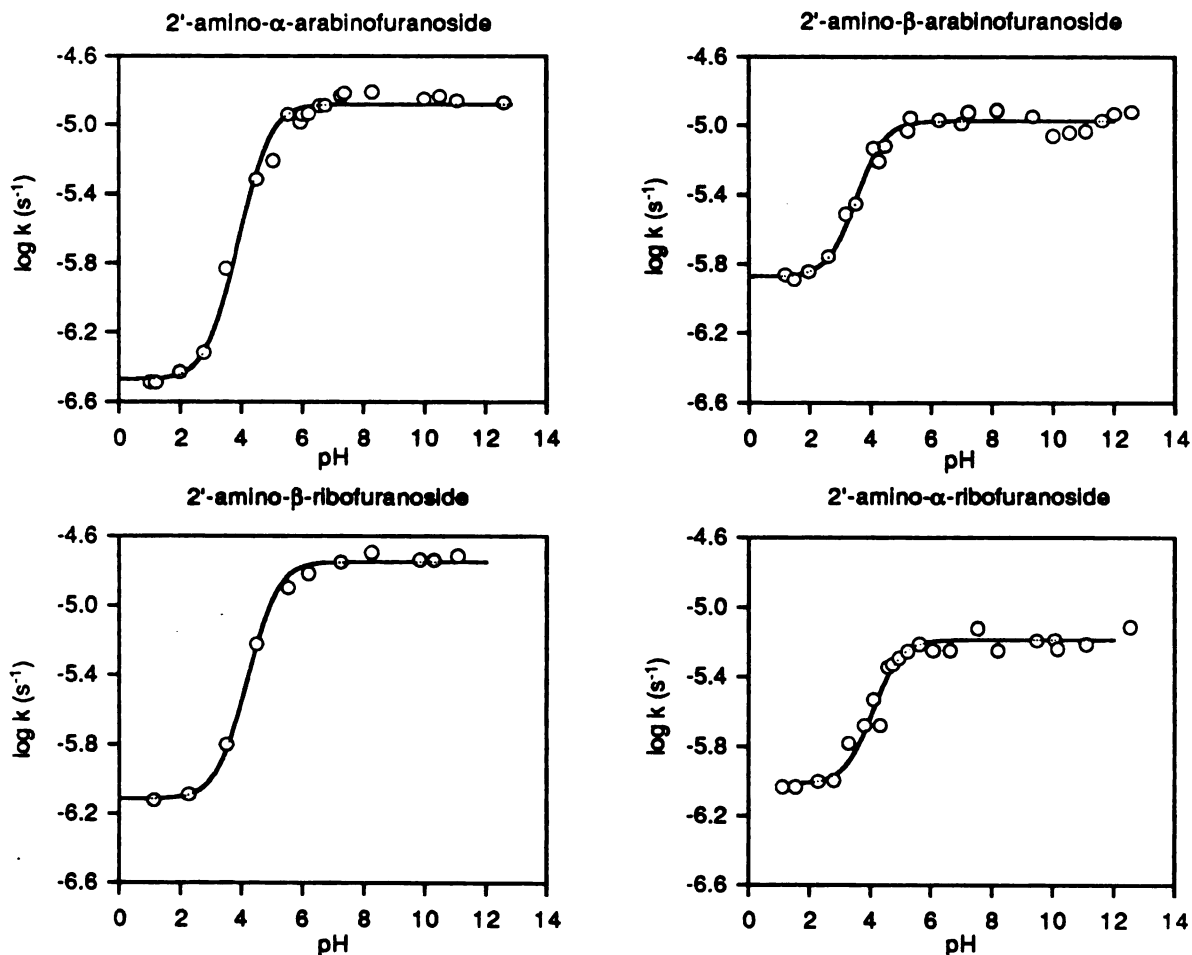 2'-amino-α-arabinofuranoside
-4.6
-5.0
-5.4
-5.8
-6.2
-6.6
log k (s⁻¹)
0 2 4 6 8 10 12 14
pH
2'-amino-β-arabinofuranoside
-4.6
-5.0
-5.4
-5.8
-6.2
-6.6
log k (s⁻¹)
0 2 4 6 8 10 12 14
pH
2'-amino-β-ribofuranoside
-4.6
-5.0
-5.4
-5.8
-6.2
-6.6
log k (s⁻¹)
0 2 4 6 8 10 12 14
pH
2'-amino-α-ribofuranoside
-4.6
-5.0
-5.4
-5.8
-6.2
-6.6
log k (s⁻¹)
0 2 4 6 8 10 12 14
pH